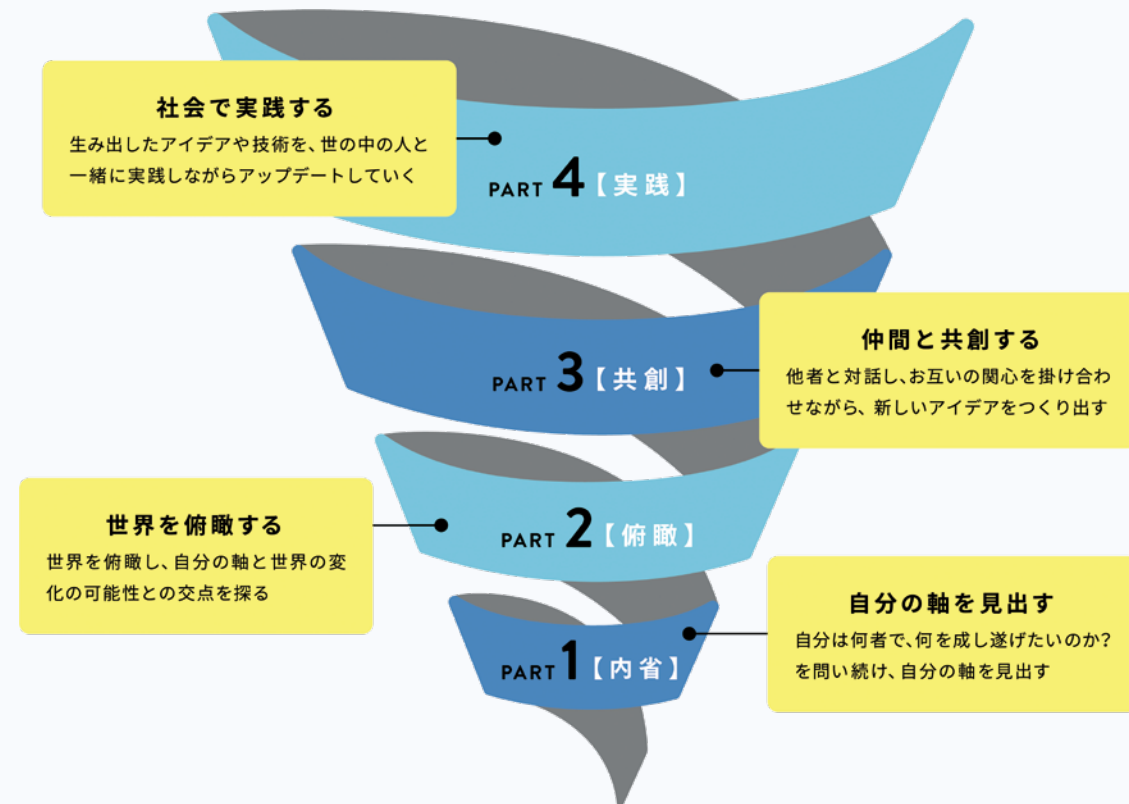 社会で実践する
生み出したアイデアや技術を、世の中の人と
一緒に実践しながらアップデートしていく
PART 4【実践】
仲間と共創する
他者と対話し、お互いの関心を掛け合わ
せながら、新しいアイデアをつくり出す
PART 3【共創】
世界を俯瞰する
世界を俯瞰し、自分の軸と世界の変
化の可能性との交点を探る
PART 2【俯瞰】
自分の軸を見出す
自分は何者で、何を成し遂げたいのか?
を問い続け、自分の軸を見出す
PART 1【内省】